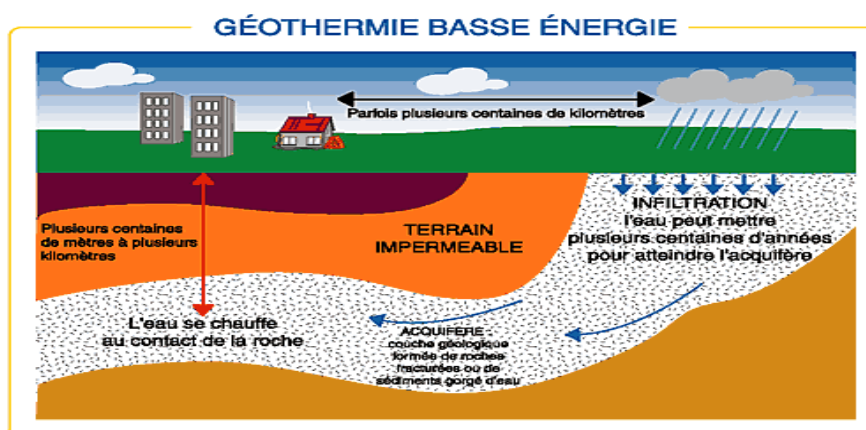 GÉOTHERMIE BASSE ÉNERGIE
Parfois plusieurs centaines de kilomètres
INFILTRATION
l'eau peut mettre
plusieurs centaines d'années
pour atteindre l'acquifère
Plusieurs centaines
de mètres à plusieurs
kilomètres
TERRAIN
IMPERMEABLE
L'eau se chauffe
au contact de la roche
ACQUIFERE -
couche géologique
formés de roches
fracturées ou de
sédiments gorgé d'eau